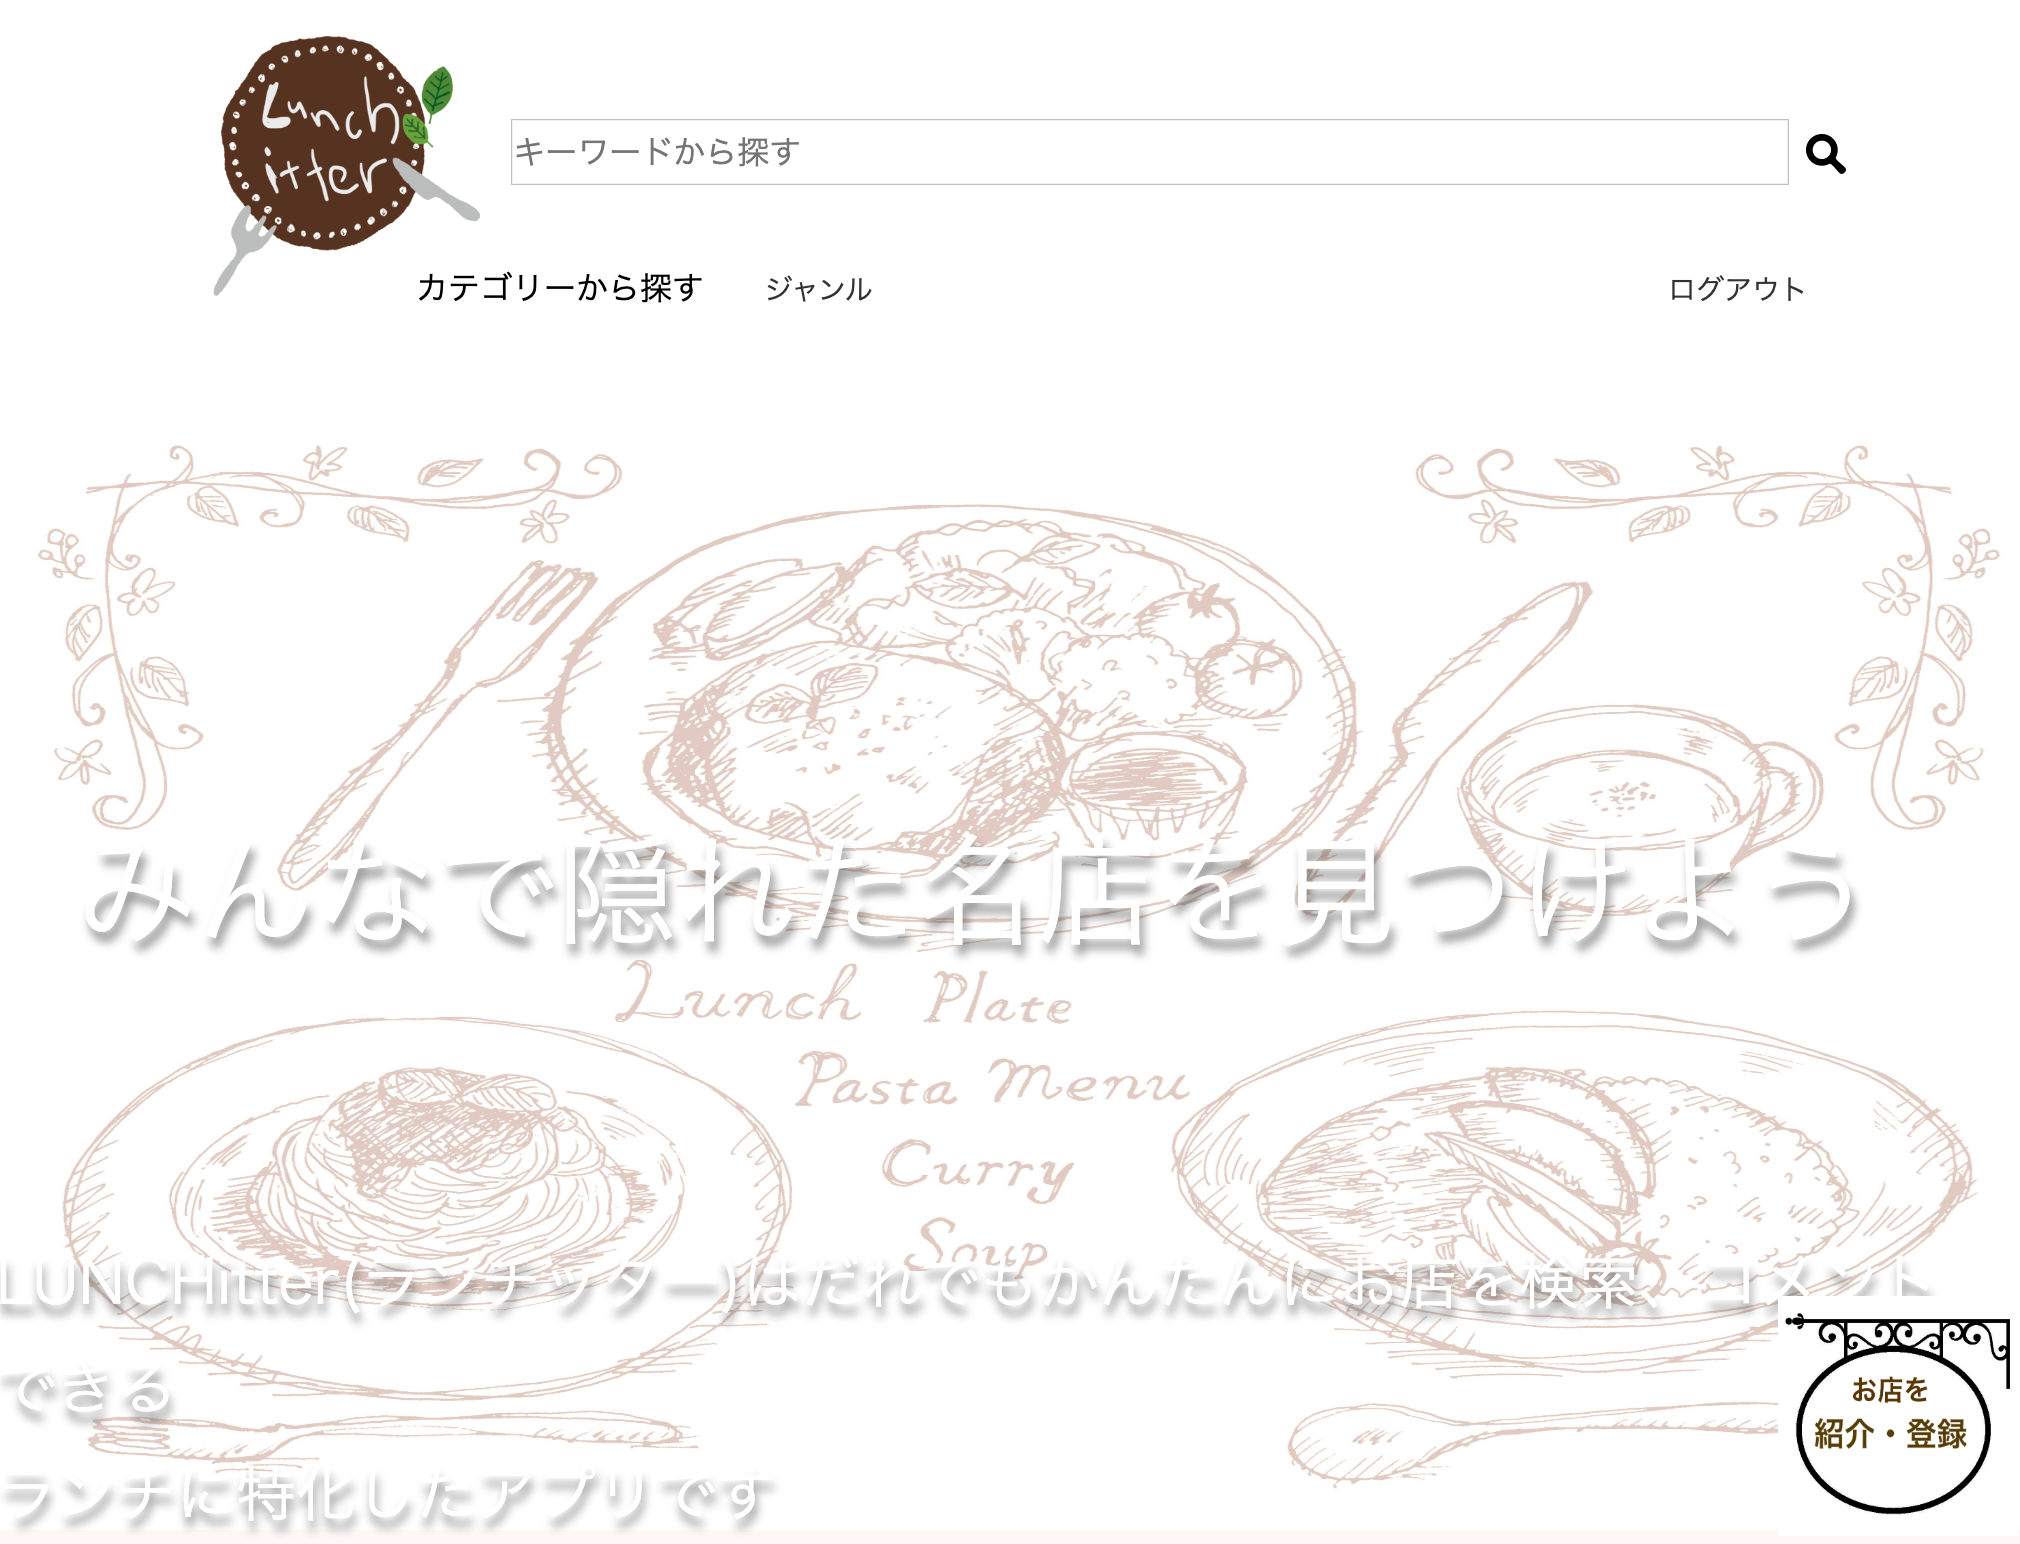 Lunch
itter
キーワードから探す
カテゴリーから探す
ジャンル
ログアウト
みんなで隠れた名店を見つけよう
Lunch Plate
Pasta Menu
Curry
Soup
LUNCHitter(ランチッター)はだれでもかんたんにお店を検索、コメント
できる
ランチに特化したアプリです
お店を
紹介・登録